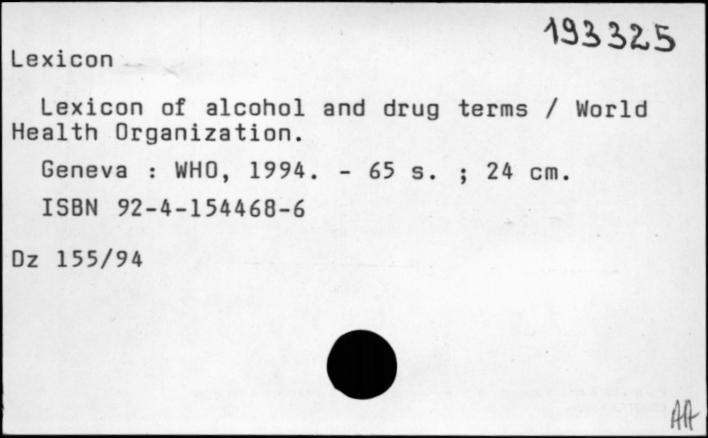 193325
Lexicon
Lexicon of alcohol and drug terms / World
Health Organization.
Geneva : WHO, 1994. - 65 s. ; 24 cm.
ISBN 92-4-154468-6
Dz 155/94
AA